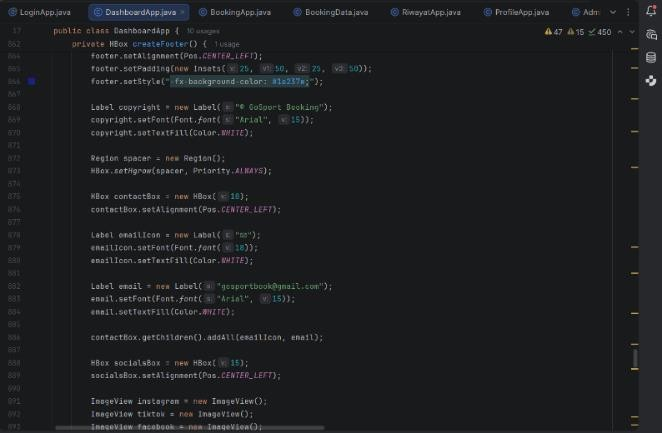 LoginApp.java DashboardApp.java × BookingApp.java BookingData.java RiwayatApp.java ProfileApp.java Adm
17 public class DashboardApp { 10 usages 47 15 450
862 private HBox createFooter() { 1 usage
864 footer.setAlignment(Pos.CENTER_LEFT);
865 footer.setPadding(new Insets( v: 25, v1: 50, v2: 25, v3: 50));
866 footer.setStyle("-fx-background-color: #1a237e;");
867
868 Label copyright = new Label( s: "© GoSport Booking");
869 copyright.setFont(Font.font( s: "Arial", v: 15));
870 copyright.setTextFill(Color.WHITE);
871
872 Region spacer = new Region();
873 HBox.setHgrow(spacer, Priority.ALWAYS);
874
875 HBox contactBox = new HBox( v: 10);
876 contactBox.setAlignment(Pos.CENTER_LEFT);
877
878 Label emailIcon = new Label( s: "✉");
879 emailIcon.setFont(Font.font( v: 18));
880 emailIcon.setTextFill(Color.WHITE);
881
882 Label email = new Label( s: "gosportbook@gmail.com");
883 email.setFont(Font.font( s: "Arial", v: 15));
884 email.setTextFill(Color.WHITE);
885
886 contactBox.getChildren().addAll(emailIcon, email);
887
888 HBox socialsBox = new HBox( v: 15);
889 socialsBox.setAlignment(Pos.CENTER_LEFT);
890
891 ImageView instagram = new ImageView();
892 ImageView tiktok = new ImageView();
893 ImageView facebook = new ImageView();